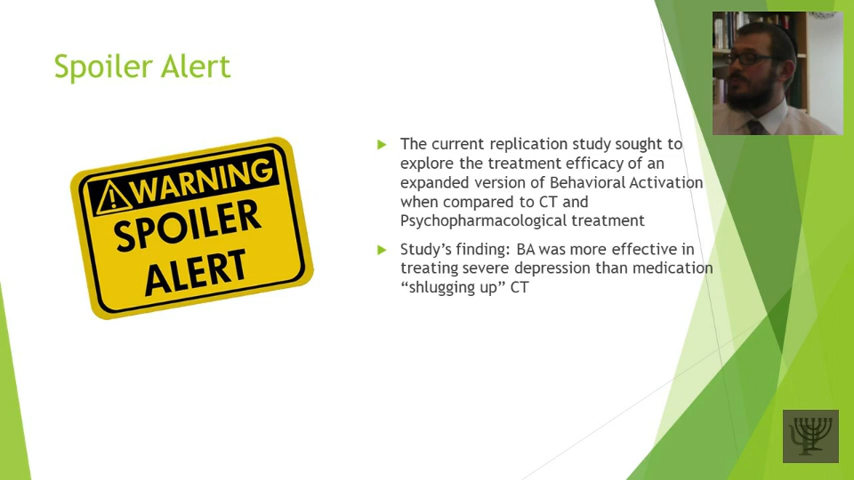 Spoiler Alert
WARNING
SPOILER
ALERT
The current replication study sought to
explore the treatment efficacy of an
expanded version of Behavioral Activation
when compared to CT and
Psychopharmacological treatment
Study's finding: BA was more effective in
treating severe depression than medication
“shlugging up” CT